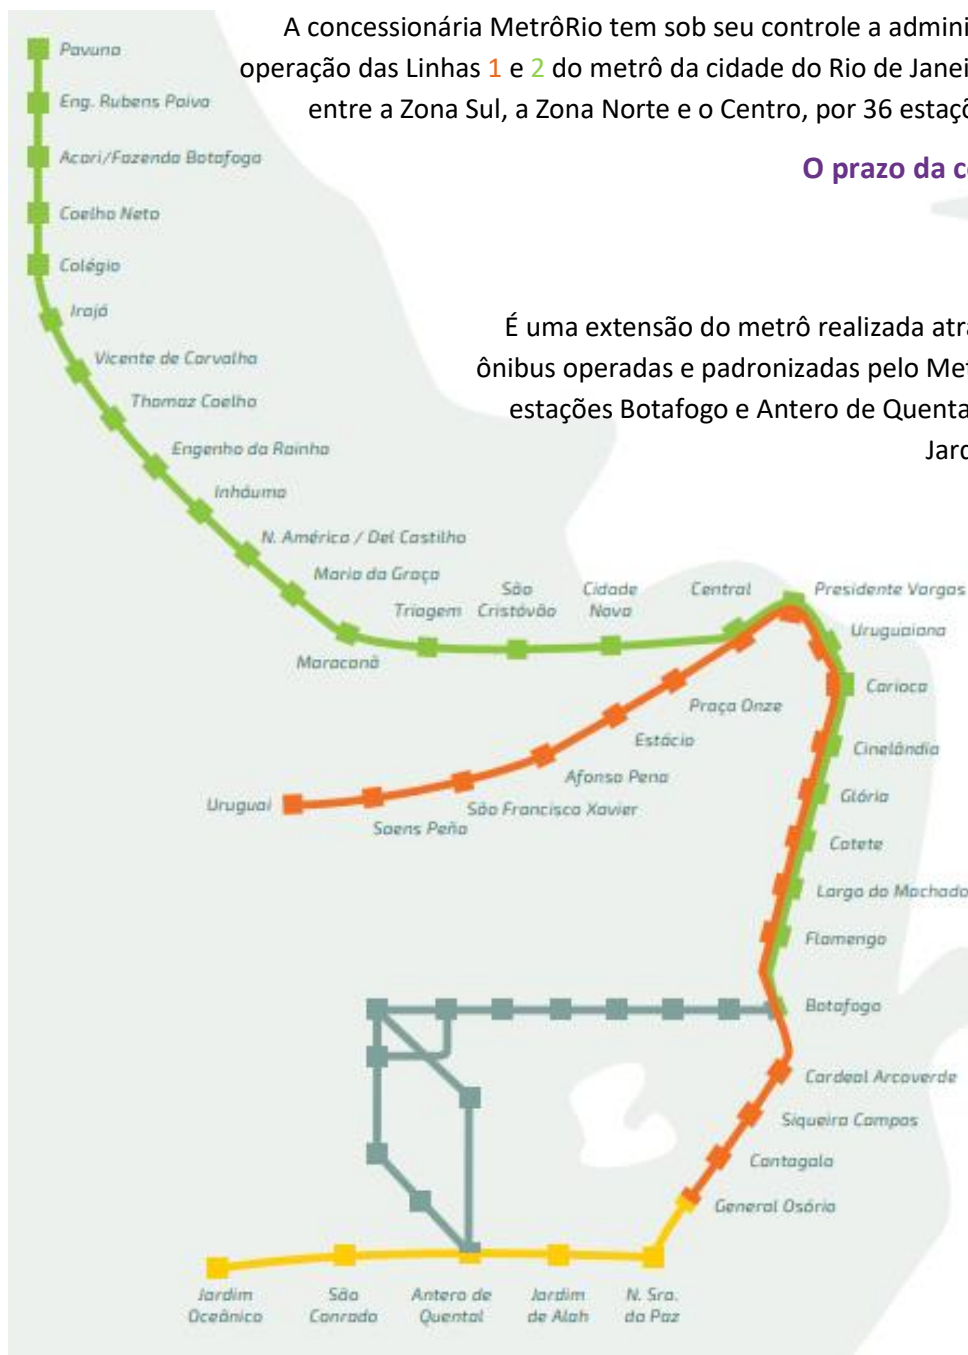 A concessionária MetrôRio tem sob seu controle a admini
operação das Linhas 1 e 2 do metrô da cidade do Rio de Janei
entre a Zona Sul, a Zona Norte e o Centro, por 36 estaçõ
O prazo da c
É uma extensão do metrô realizada atra
ônibus operadas e padronizadas pelo Met
estações Botafogo e Antero de Quenta
Jard
Pavuna
Eng. Rubens Paiva
Acari/Fazenda Botafogo
Coelho Neto
Colégio
Irajá
Vicente de Carvalho
Thomaz Coelho
Engenho da Rainha
Inhaúma
N. América / Del Castilho
Maria da Graça
Maracanã
Triagem
São
Cristóvão
Cidade
Nova
Central
Presidente Vargas
Uruguaiana
Carioca
Praça Onze
Estácio
Afonso Pena
São Francisco Xavier
Saens Peña
Uruguai
Cinelândia
Glória
Catete
Largo do Machado
Flamengo
Botafogo
Cardeal Arcoverde
Siqueira Campos
Cantagalo
General Osório
Jardim
Oceânico
São
Conrado
Antero de
Quental
Jardim
de Alah
N. Sra.
da Paz